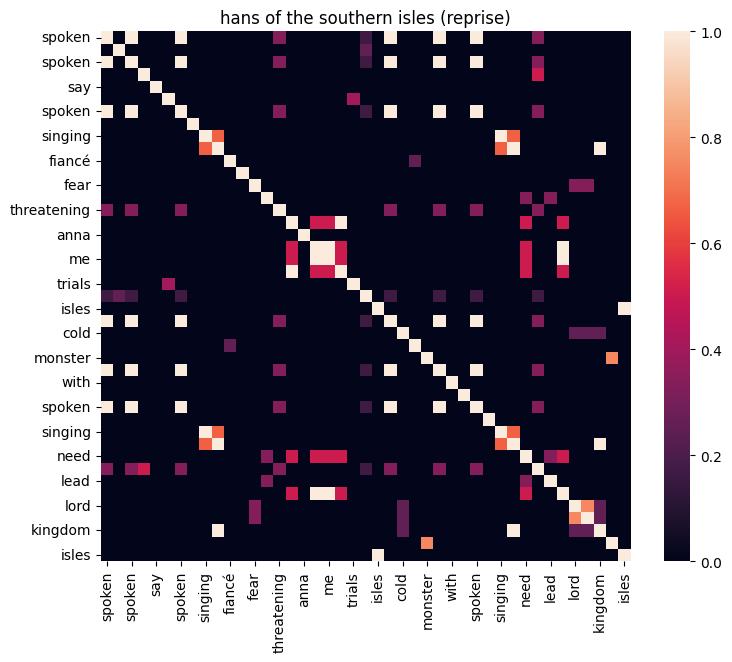 hans of the southern isles (reprise)
spoken
spoken
say
spoken
singing
fiancé
fear
threatening
anna
me
trials
isles
cold
monster
with
spoken
singing
need
lead
lord
kingdom
isles
1.0
0.8
0.6
0.4
0.2
0.0
spoken
spoken
say
spoken
singing
fiancé
fear
threatening
anna
me
trials
isles
cold
monster
with
spoken
singing
need
lead
lord
kingdom
isles